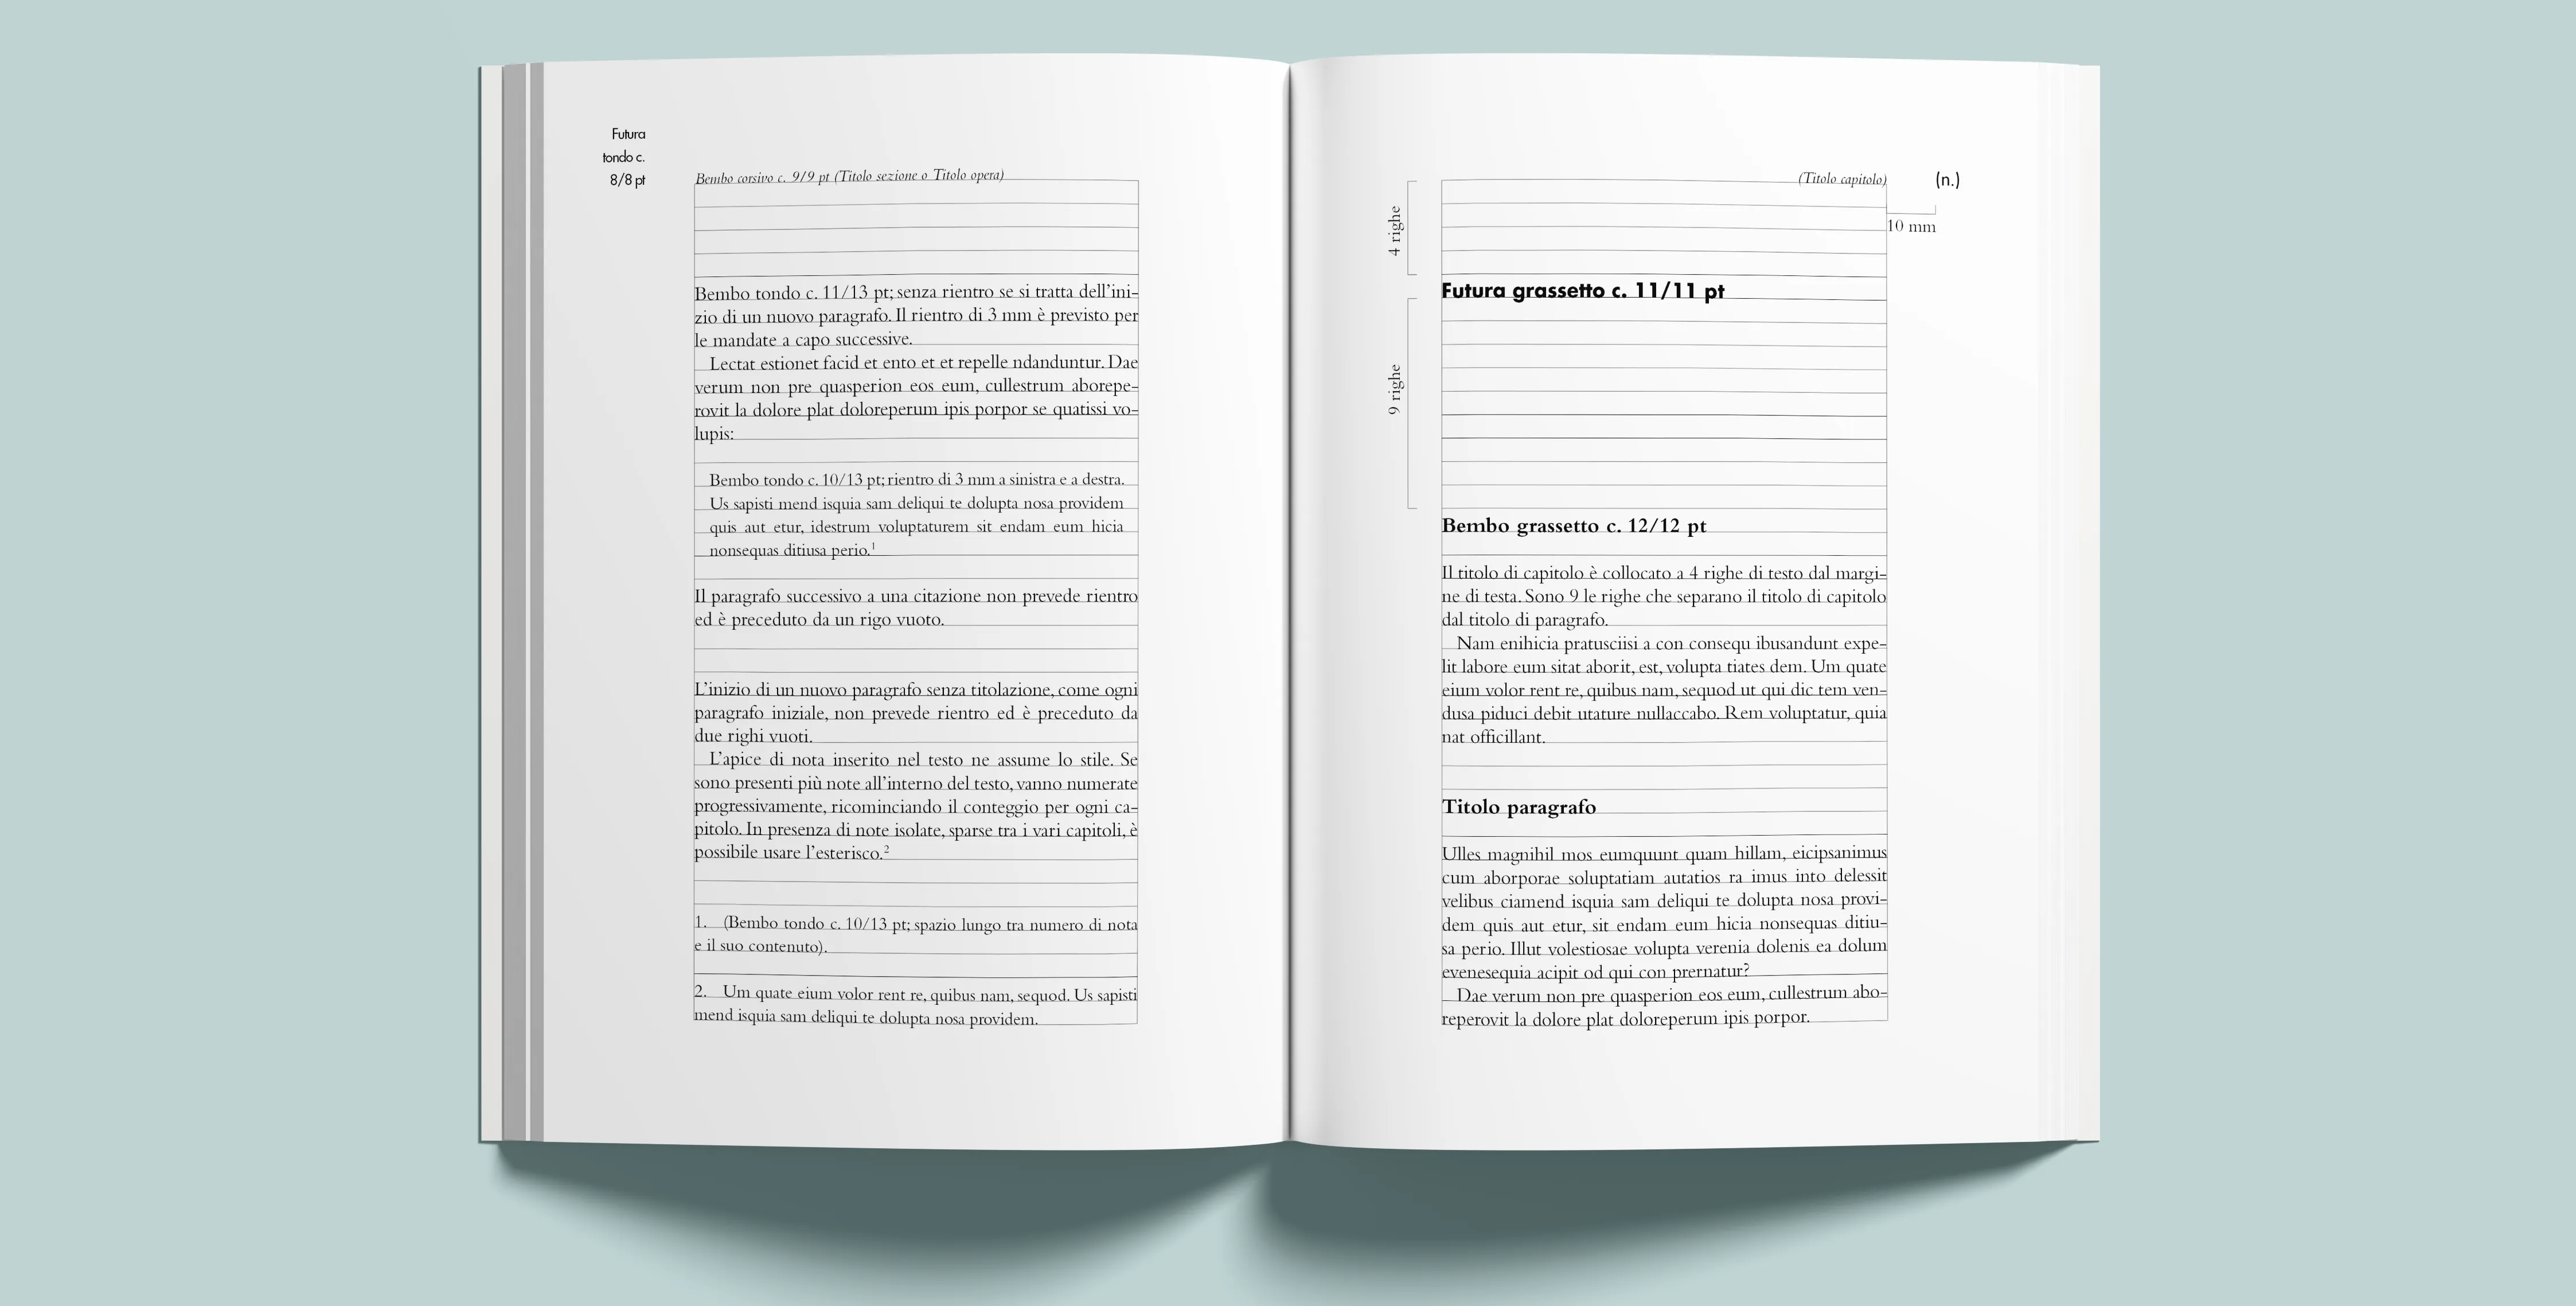 Futura
tondo c.
8/8 pt
Bembo corsivo c. 9/9 pt (Titolo sezione o Titolo opera)
Bembo tondo c. 11/13 pt; senza rientro se si tratta dell'ini-
zio di un nuovo paragrafo. Il rientro di 3 mm è previsto per
le mandate a capo successive.
Lectat estionet facid et ento et et repelle ndanduntur. Dae
verum non pre quasperion eos eum, cullestrum aborepe-
rovit la dolore plat doloreperum ipis porpor se quatissi vo-
lupis:
Bembo tondo c. 10/13 pt; rientro di 3 mm a sinistra e a destra.
Us sapisti mend isquia sam deliqui te dolupta nosa providem
quis aut etur, idestrum voluptaturem sit endam eum hicia
nonsequas ditiusa perio.¹
Il paragrafo successivo a una citazione non prevede rientro
ed è preceduto da un rigo vuoto.
L'inizio di un nuovo paragrafo senza titolazione, come ogni
paragrafo iniziale, non prevede rientro ed è preceduto da
due righi vuoti.
L'apice di nota inserito nel testo ne assume lo stile. Se
sono presenti più note all'interno del testo, vanno numerate
progressivamente, ricominciando il conteggio per ogni ca-
pitolo. In presenza di note isolate, sparse tra i vari capitoli, è
possibile usare l'esterisco.²
1. (Bembo tondo c. 10/13 pt; spazio lungo tra numero di nota
e il suo contenuto).
2. Um quate eium volor rent re, quibus nam, sequod. Us sapisti
mend isquia sam deliqui te dolupta nosa providem.
(Titolo capitolo)
(n.)
10 mm
4 righe
Futura grassetto c. 11/11 pt
9 righe
Bembo grassetto c. 12/12 pt
Il titolo di capitolo è collocato a 4 righe di testo dal margi-
ne di testa. Sono 9 le righe che separano il titolo di capitolo
dal titolo di paragrafo.
Nam enihicia pratusciisi a con consequ ibusandunt expe-
lit labore eum sitat aborit, est, volupta tiates dem. Um quate
eium volor rent re, quibus nam, sequod ut qui dic tem ven-
dusa piduci debit utature nullaccabo. Rem voluptatur, quia
nat officillant.
Titolo paragrafo
Ulles magnihil mos eumquunt quam hillam, eicipsanimus
cum aborporae soluptatiam autatios ra imus into delessit
velibus ciamend isquia sam deliqui te dolupta nosa provi-
dem quis aut etur, sit endam eum hicia nonsequas ditiu-
sa perio. Illut volestiosae volupta verenia dolenis ea dolum
evenesequia acipit od qui con prernatur?
Dae verum non pre quasperion eos eum, cullestrum abo-
reperovit la dolore plat doloreperum ipis porpor.